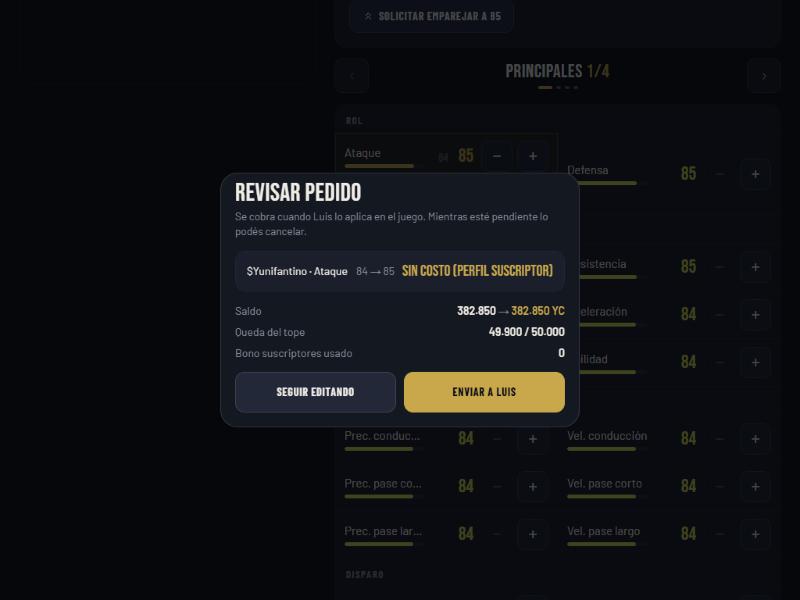 SOLICITAR EMPAREJAR A 85
PRINCIPALES 1/4
ROL
Ataque 84 85 − +
Defensa 85 − +
REVISAR PEDIDO
Se cobra cuando Luis lo aplica en el juego. Mientras esté pendiente lo
podés cancelar.
$Yunifantino · Ataque 84 → 85 SIN COSTO (PERFIL SUSCRIPTOR)
Saldo 382.850 → 382.850 YC
Queda del tope 49.900 / 50.000
Bono suscriptores usado 0
SEGUIR EDITANDO ENVIAR A LUIS
sistencia 85 − +
eleración 84 − +
ilidad 84 − +
Prec. conduc... 84 − + Vel. conducción 84 − +
Prec. pase co... 84 − + Vel. pase corto 84 − +
Prec. pase lar... 84 − + Vel. pase largo 84 − +
DISPARO